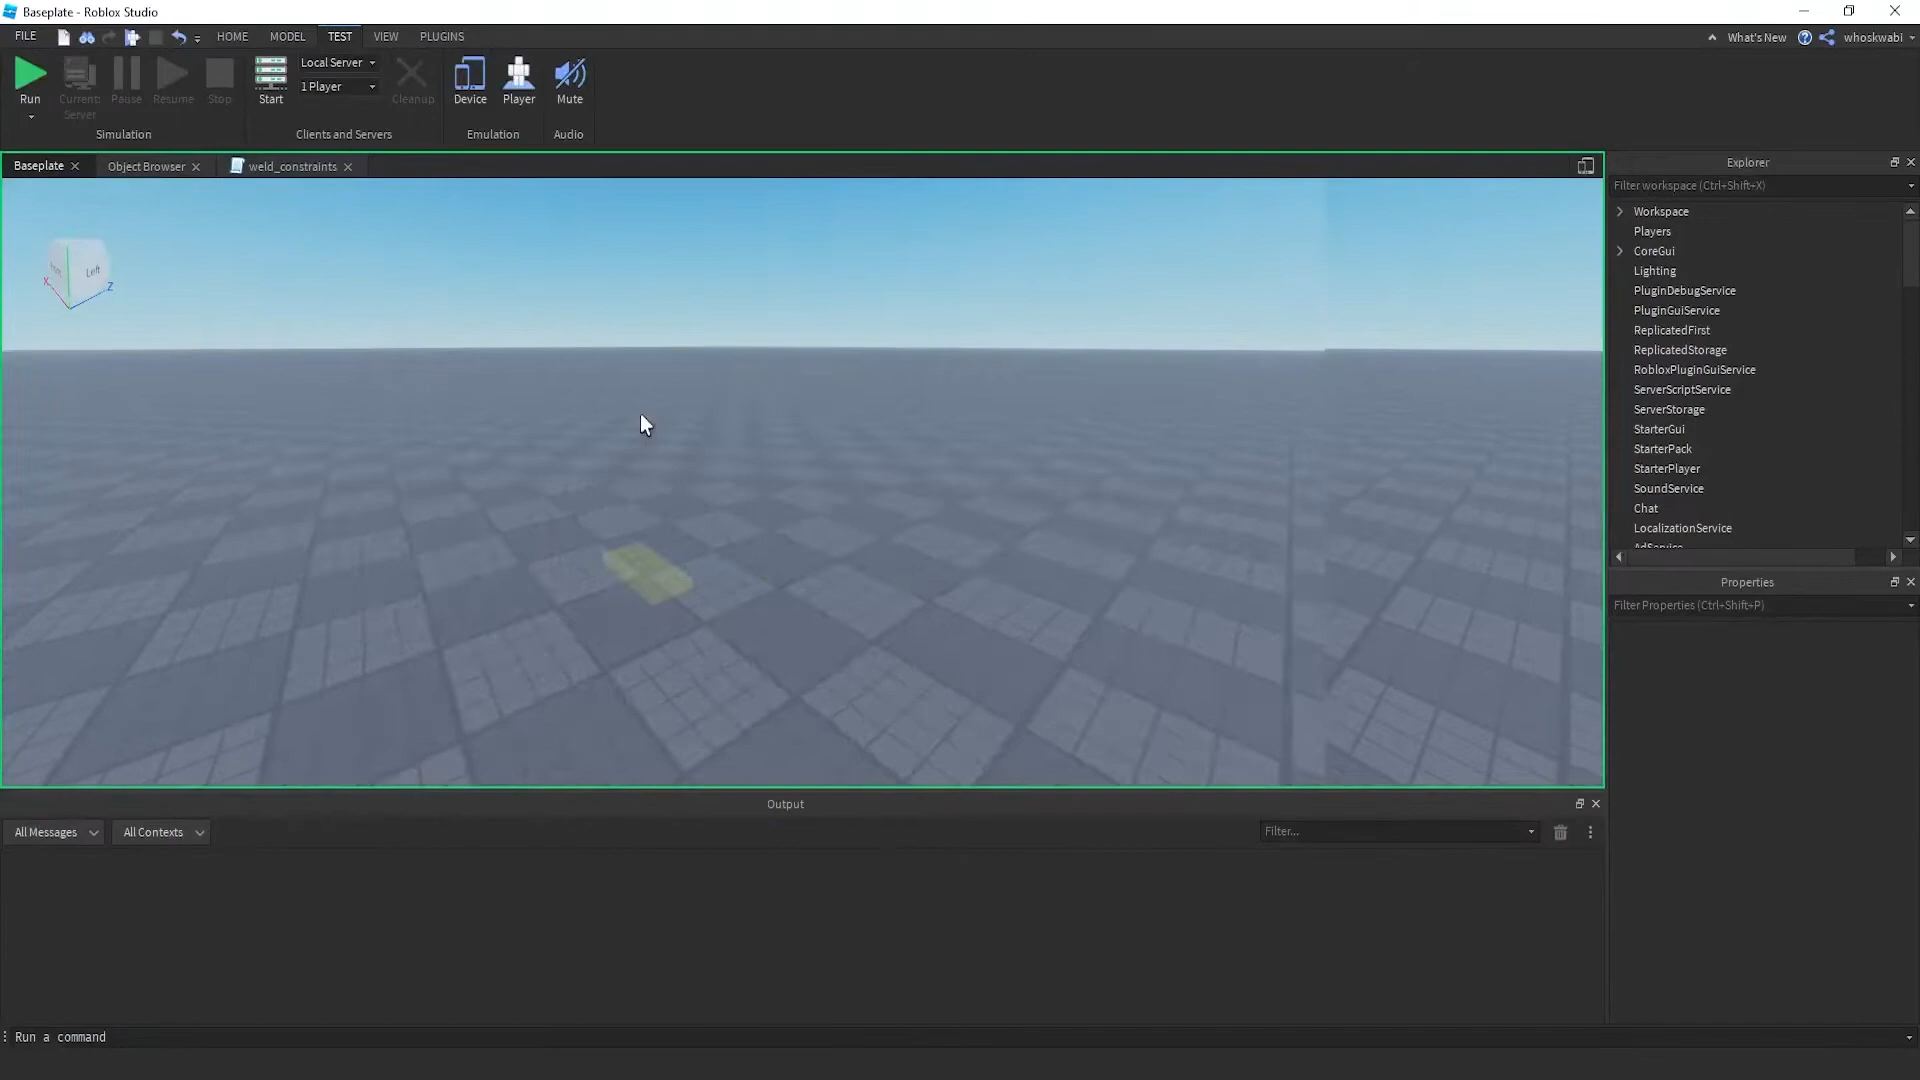 Baseplate - Roblox Studio
FILE HOME MODEL TEST VIEW PLUGINS
What's New whoskwabi
Run Current: Server Pause Resume Stop
Simulation
Start Local Server 1 Player Cleanup
Clients and Servers
Device Player
Emulation
Mute
Audio
Baseplate Object Browser weld_constraints
Left
X
Z
Explorer
Filter workspace (Ctrl+Shift+X)
Workspace
Players
CoreGui
Lighting
PluginDebugService
PluginGuiService
ReplicatedFirst
ReplicatedStorage
RobloxPluginGuiService
ServerScriptService
ServerStorage
StarterGui
StarterPack
StarterPlayer
SoundService
Chat
LocalizationService
AdService
Properties
Filter Properties (Ctrl+Shift+P)
Output
All Messages All Contexts Filter...
Run a command